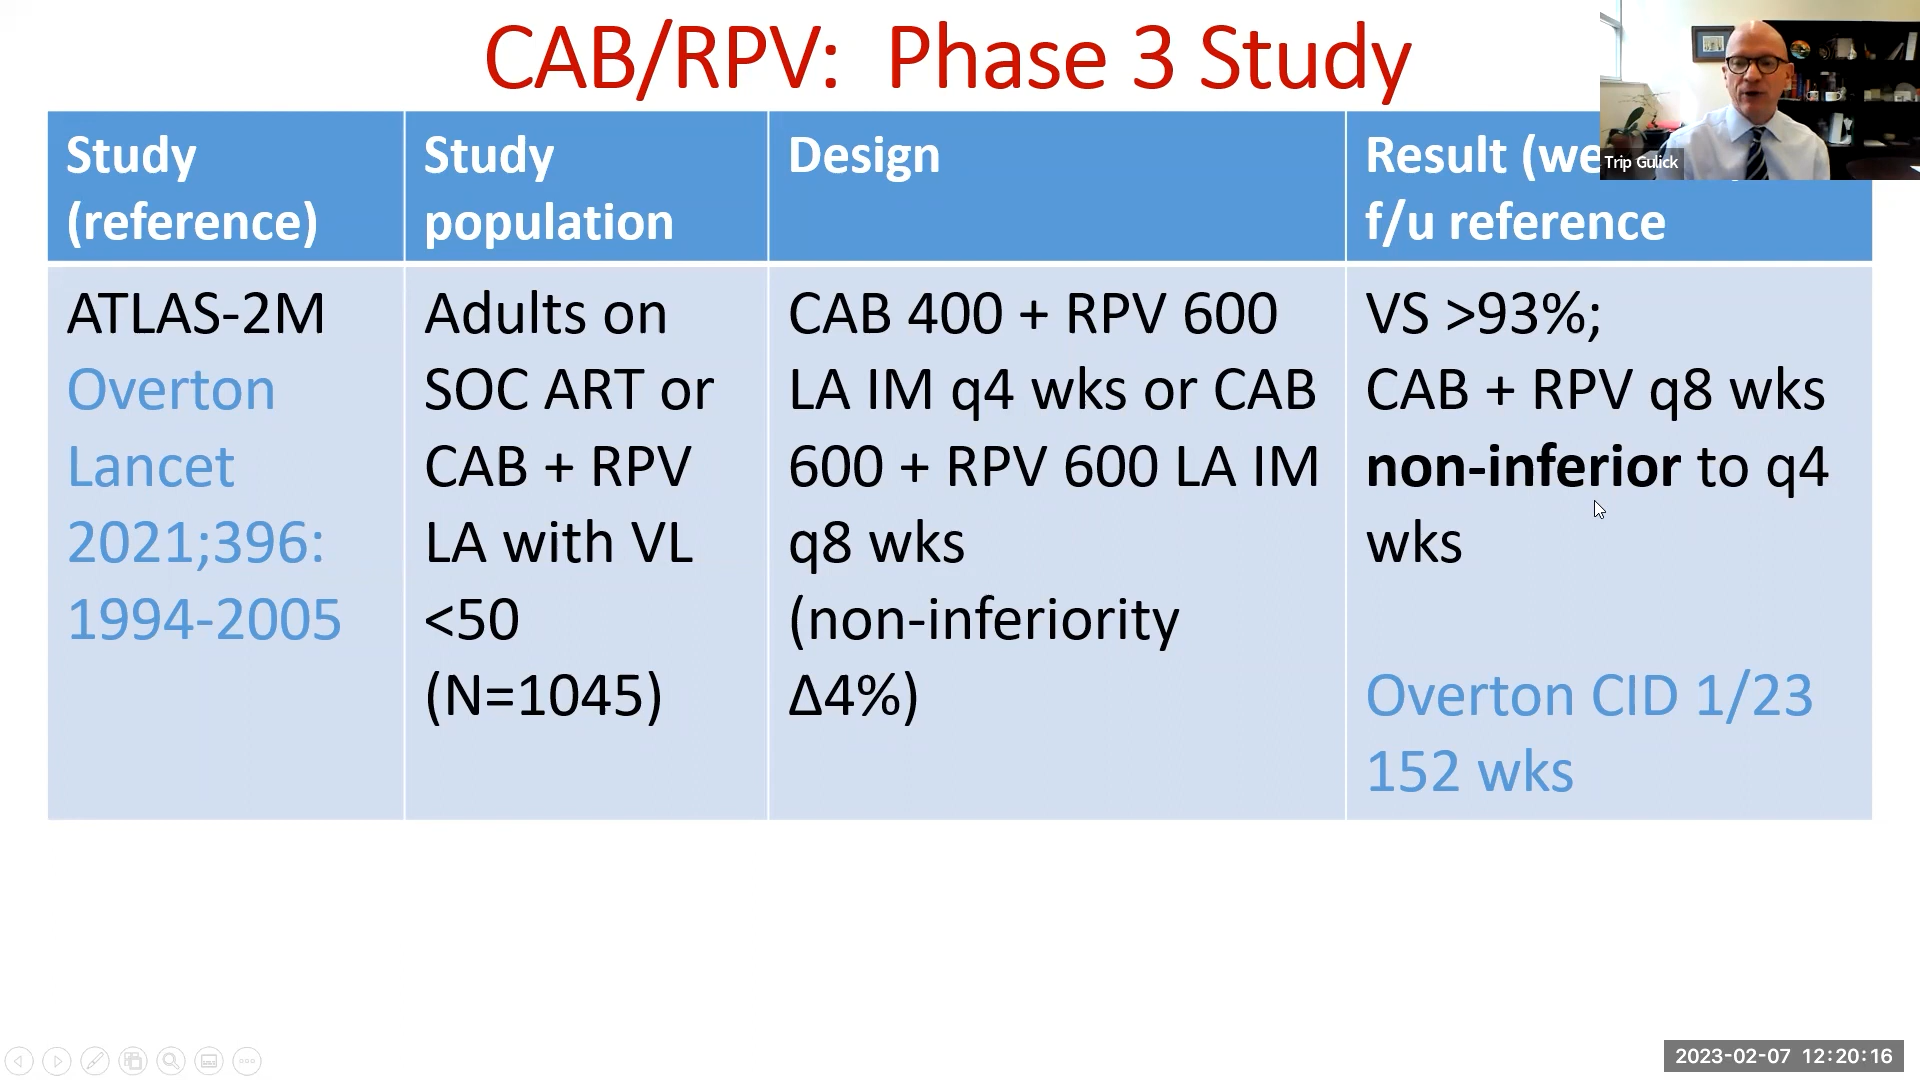 CAB/RPV: Phase 3 Study
Study
(reference)
Study
population
Design
Result (we
f/u reference
Trip Gulick
ATLAS-2M
Overton
Lancet
2021;396:
1994-2005
Adults on
SOC ART or
CAB + RPV
LA with VL
<50
(N=1045)
CAB 400 + RPV 600
LA IM q4 wks or CAB
600 + RPV 600 LA IM
q8 wks
(non-inferiority
Δ4%)
VS >93%;
CAB + RPV q8 wks
non-inferior to q4
wks
Overton CID 1/23
152 wks
2023-02-07 12:20:16